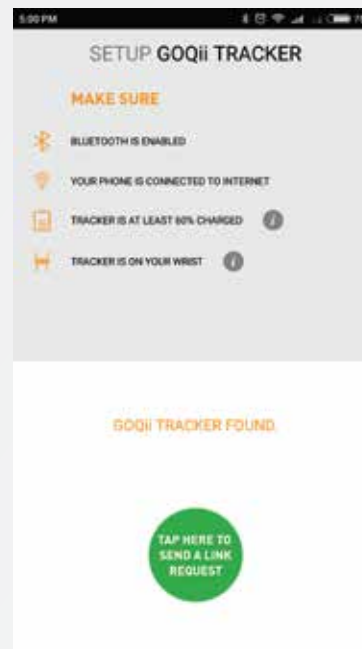 5:00 PM
SETUP GOQii TRACKER
MAKE SURE
BLUETOOTH IS ENABLED
YOUR PHONE IS CONNECTED TO INTERNET
TRACKER IS AT LEAST 60% CHARGED
TRACKER IS ON YOUR WRIST
GOQii TRACKER FOUND
TAP HERE TO
SEND A LINK
REQUEST